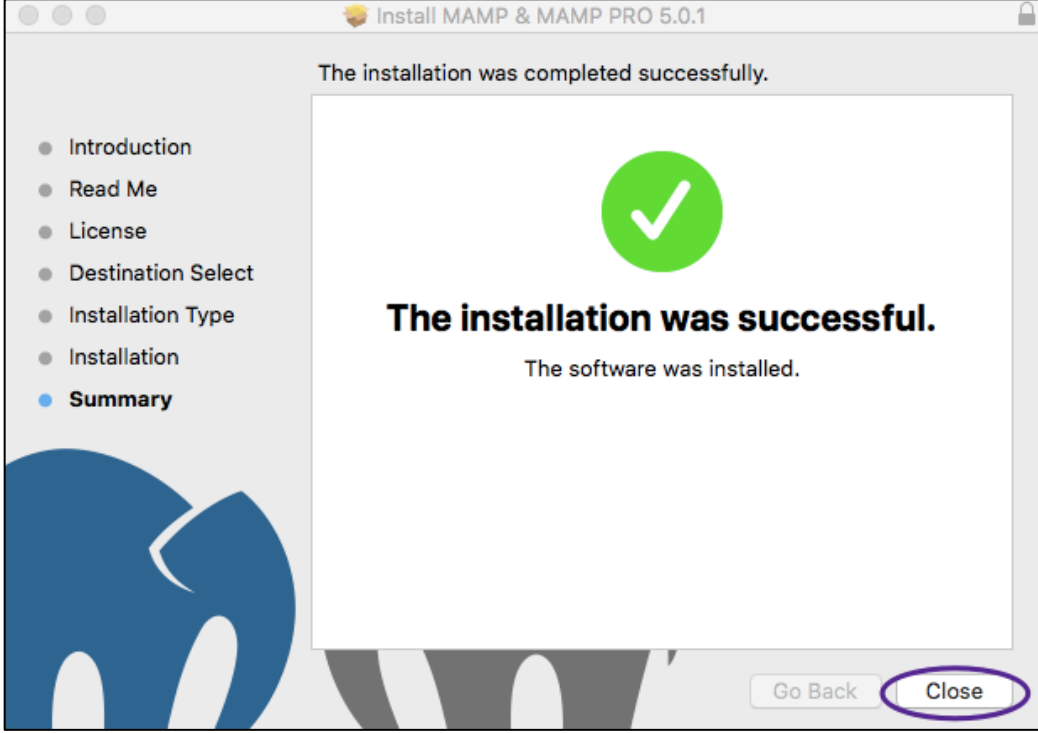 Install MAMP & MAMP PRO 5.0.1
The installation was completed successfully.
Introduction
Read Me
License
Destination Select
Installation Type
Installation
Summary
The installation was successful.
The software was installed.
Go Back
Close